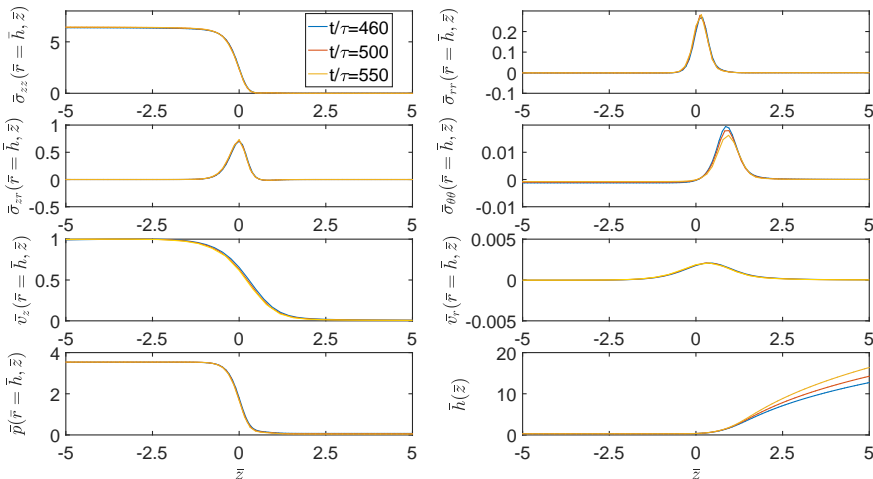 σ̄zz(r̄ = h̄, z̄)
5
0
-5 -2.5 0 2.5 5
t/τ=460
t/τ=500
t/τ=550
σ̄rr(r̄ = h̄, z̄)
0.3
0.2
0.1
0
-0.1
-5 -2.5 0 2.5 5
σ̄zr(r̄ = h̄, z̄)
1
0.5
0
-0.5
-5 -2.5 0 2.5 5
σ̄θθ(r̄ = h̄, z̄)
0.01
0
-0.01
-5 -2.5 0 2.5 5
v̄z(r̄ = h̄, z̄)
1
0.5
0
-5 -2.5 0 2.5 5
v̄r(r̄ = h̄, z̄)
0.005
0
-0.005
-5 -2.5 0 2.5 5
p̄(r̄ = h̄, z̄)
4
2
0
-5 -2.5 0 2.5 5
z̄
h̄(z̄)
20
10
0
-5 -2.5 0 2.5 5
z̄